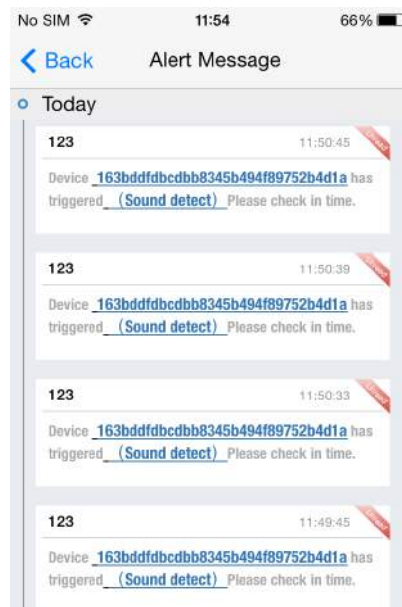 No SIM 11:54 66%
Back Alert Message
Today
123 11:50:45 Unread
Device 163bddfdbcdbb8345b494f89752b4d1a has
triggered (Sound detect) Please check in time.
123 11:50:39 Unread
Device 163bddfdbcdbb8345b494f89752b4d1a has
triggered (Sound detect) Please check in time.
123 11:50:33 Unread
Device 163bddfdbcdbb8345b494f89752b4d1a has
triggered (Sound detect) Please check in time.
123 11:49:45 Unread
Device 163bddfdbcdbb8345b494f89752b4d1a has
triggered (Sound detect) Please check in time.